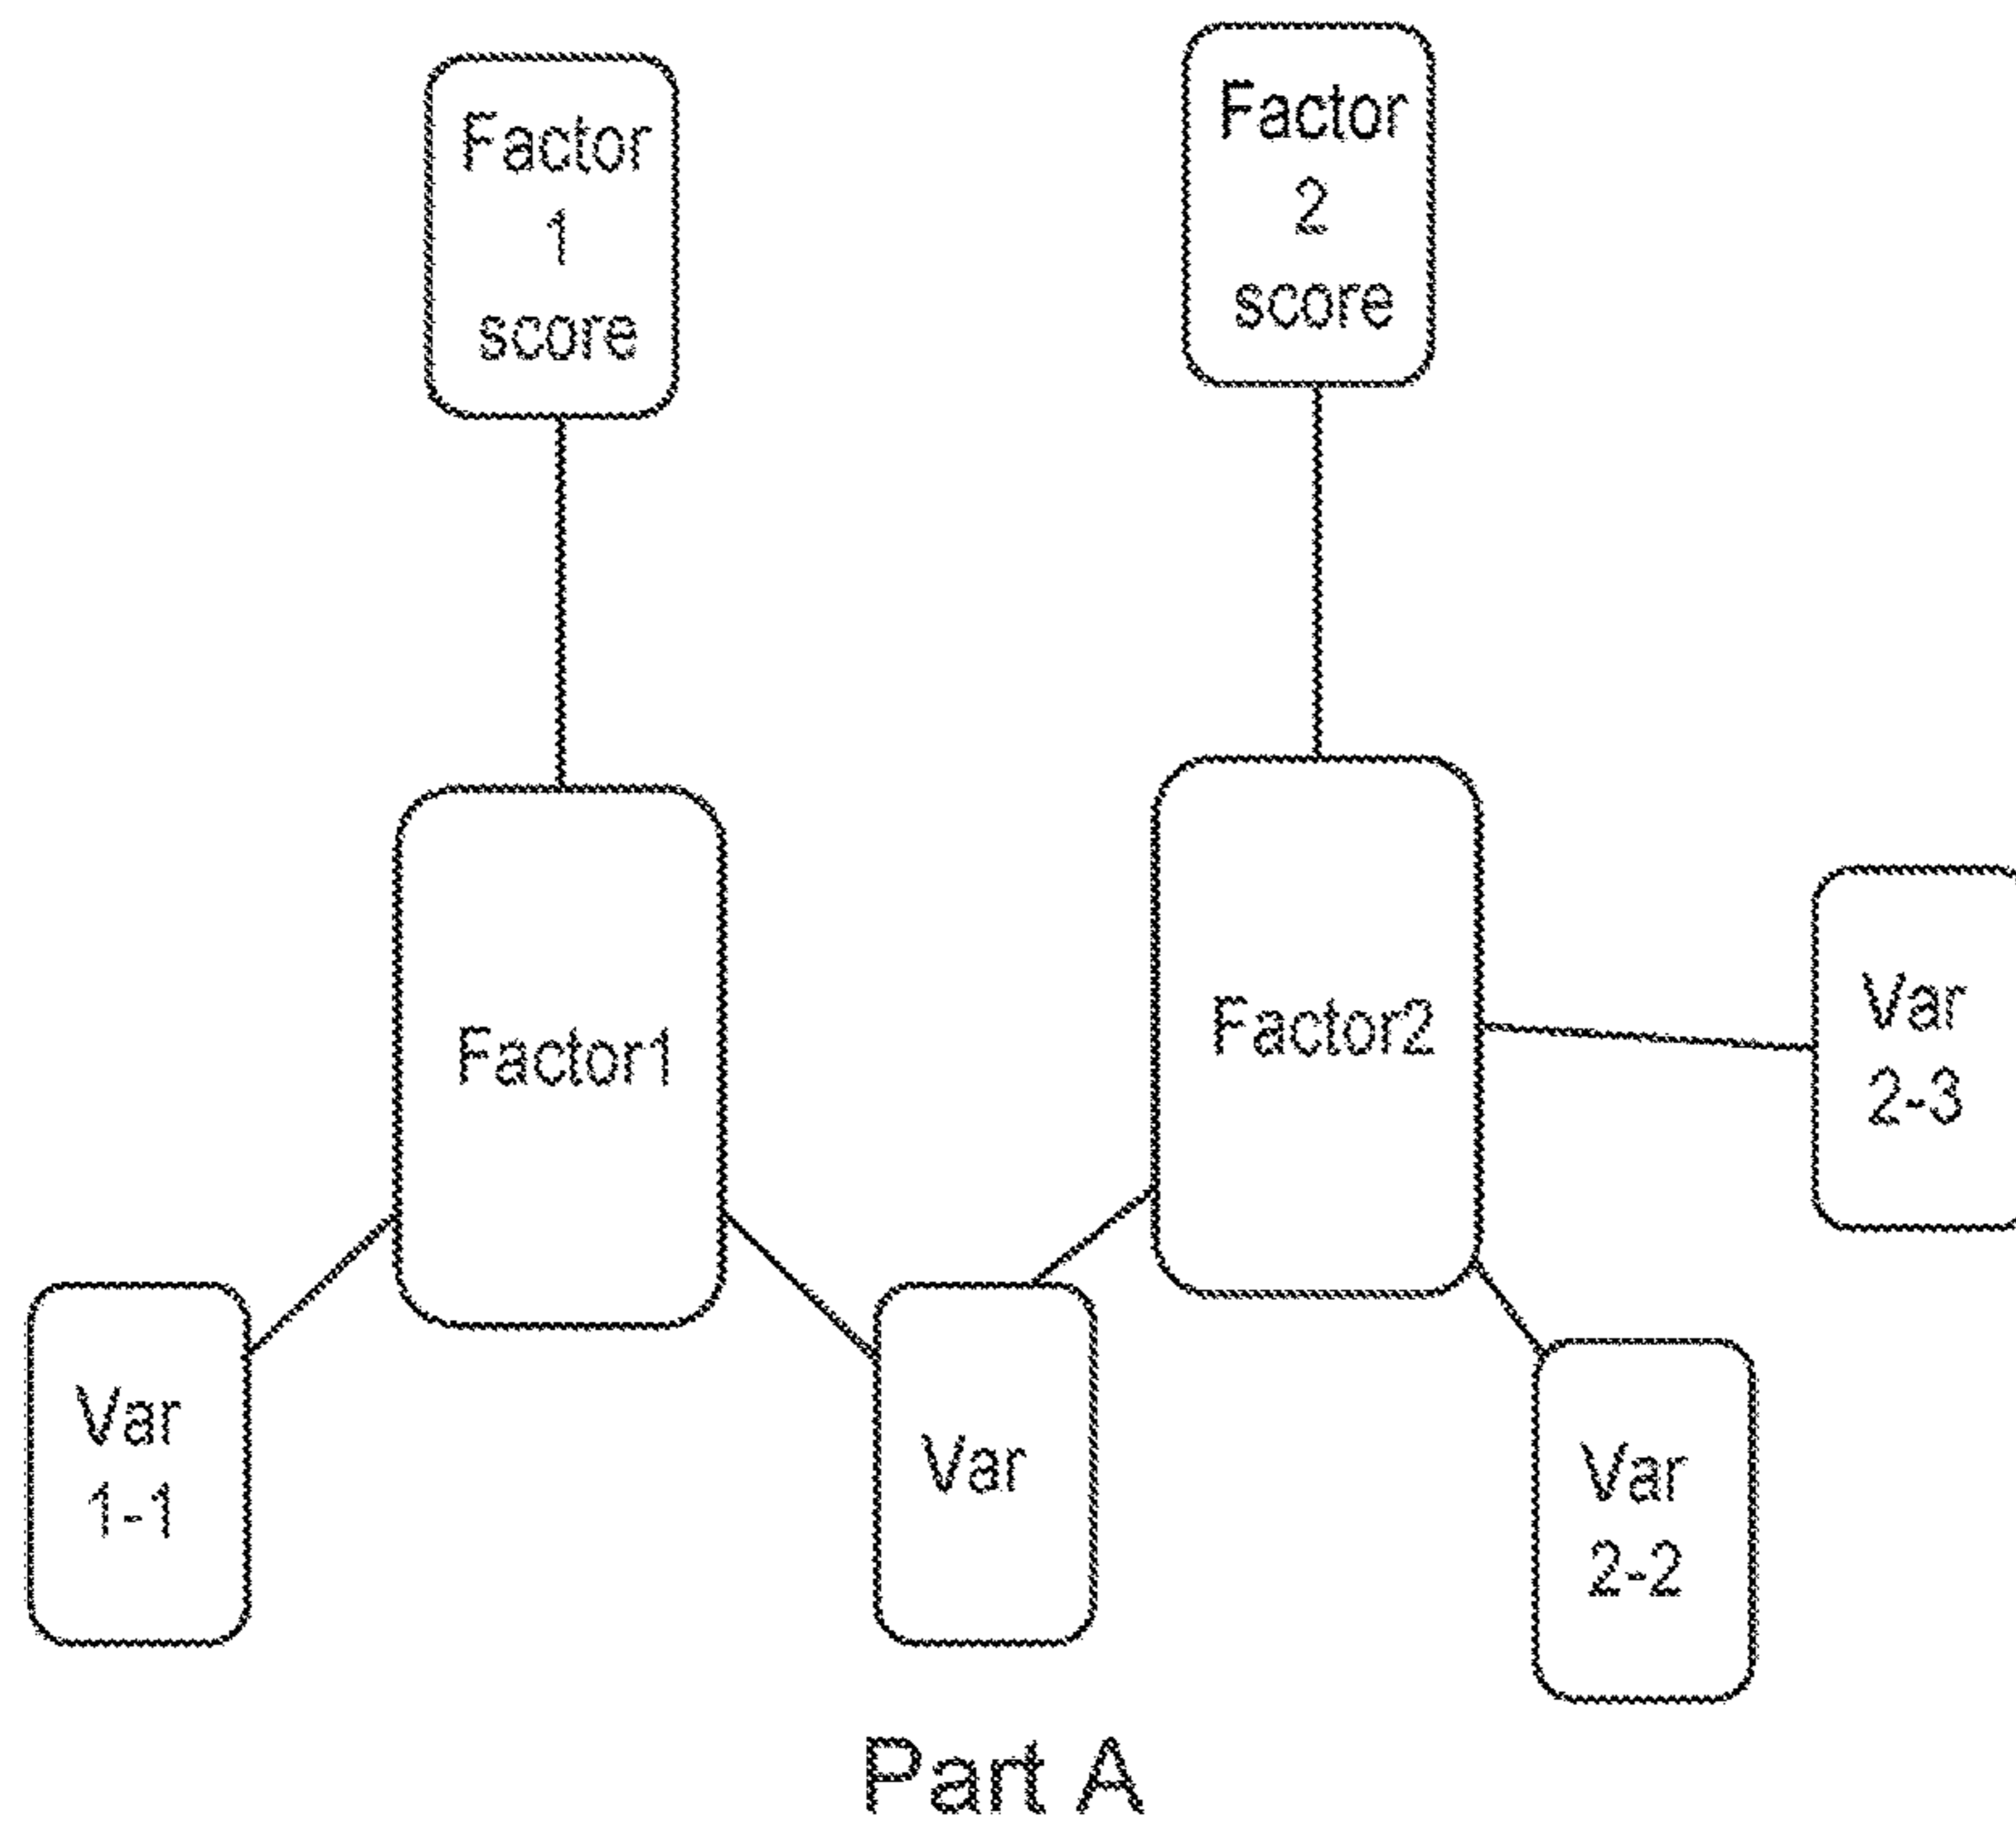 Factor
1
score
Factor
2
score
Factor1
Factor2
Var
2-3
Var
1-1
Var
Var
2-2
Part A